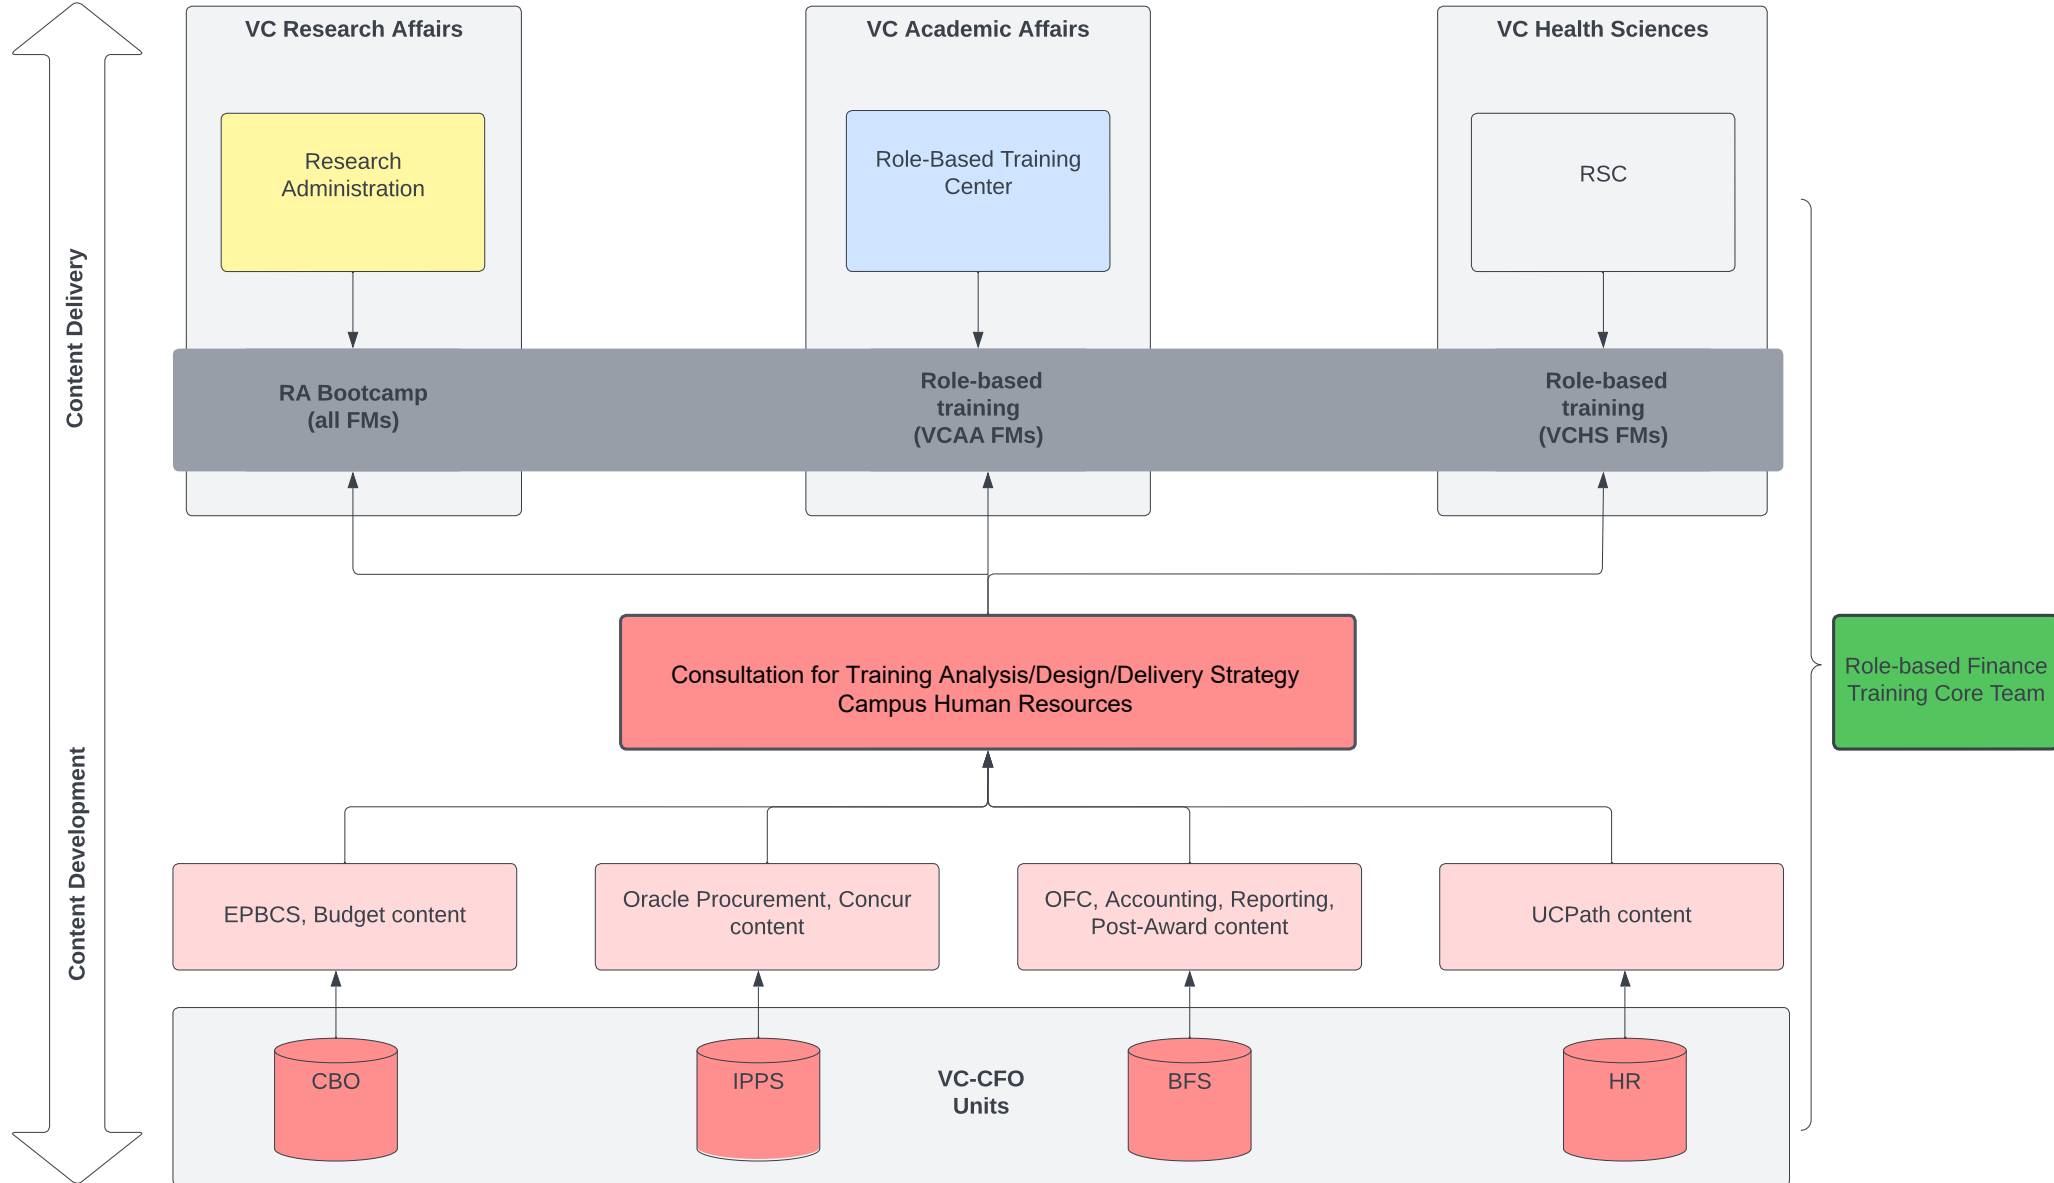 VC Research Affairs
VC Academic Affairs
VC Health Sciences
Research
Administration
Role-Based Training
Center
RSC
Content Delivery
RA Bootcamp
(all FMs)
Role-based
training
(VCAA FMs)
Role-based
training
(VCHS FMs)
Consultation for Training Analysis/Design/Delivery Strategy
Campus Human Resources
Role-based Finance
Training Core Team
Content Development
EPBCS, Budget content
Oracle Procurement, Concur
content
OFC, Accounting, Reporting,
Post-Award content
UCPath content
CBO
IPPS
VC-CFO
Units
BFS
HR